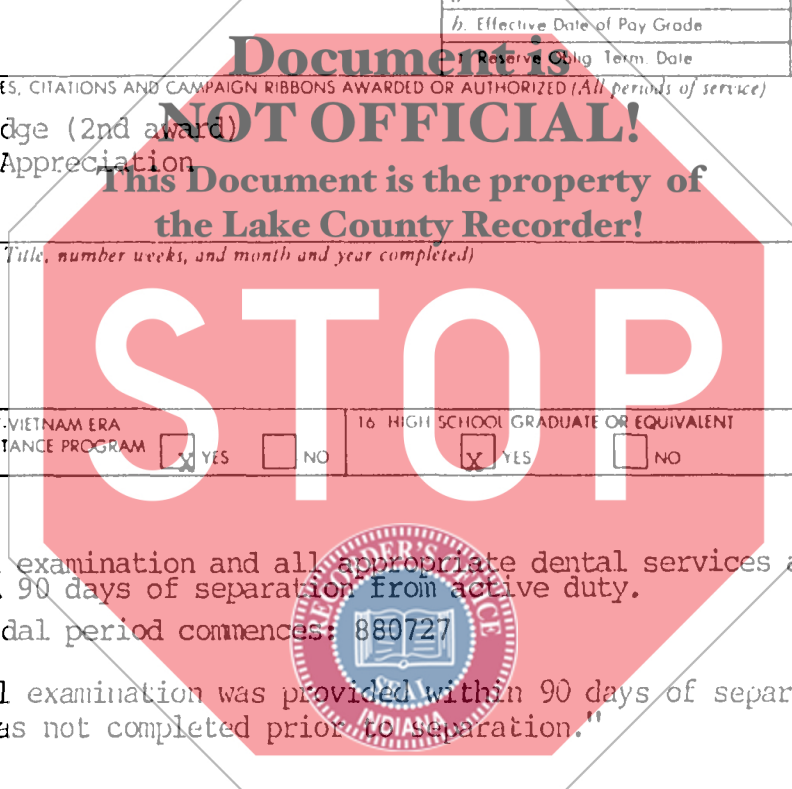 h. Effective Date of Pay Grade
Document is
Reserve Oblig. Term. Date
ES, CITATIONS AND CAMPAIGN RIBBONS AWARDED OR AUTHORIZED (All periods of service)
NOT OFFICIAL!
dge (2nd award)
Appreciation
This Document is the property of
the Lake County Recorder!
Title, number weeks, and month and year completed)
STOP
-VIETNAM ERA
TANCE PROGRAM X YES NO
16 HIGH SCHOOL GRADUATE OR EQUIVALENT
X YES NO
examination and all appropriate dental services a
90 days of separation from active duty.
dal period commences: 880727
RECORDER'S OFFICE
SEAL
INDIANA
l examination was provided within 90 days of separ
as not completed prior to separation."